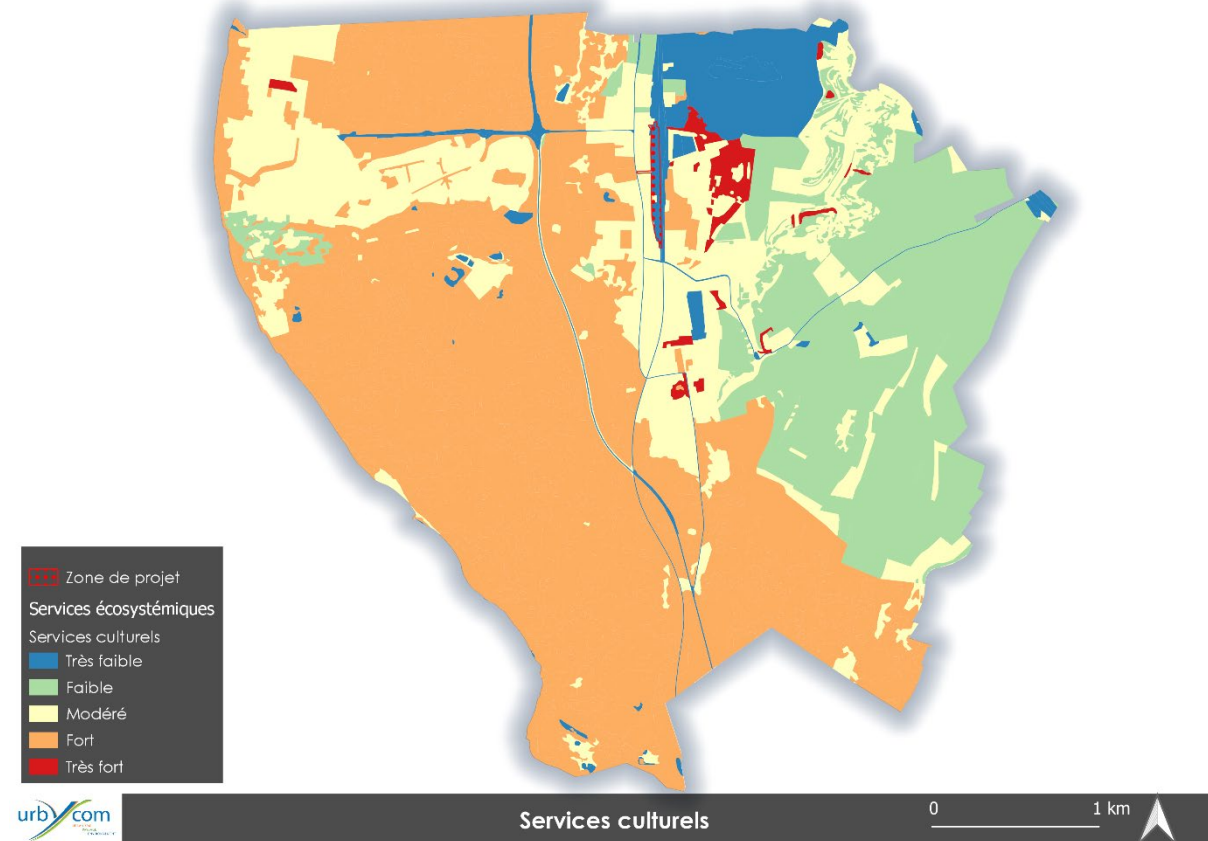 Zone de projet
Services écosystémiques
Services culturels
Très faible
Faible
Modéré
Fort
Très fort
urbycom
Services culturels
0 1 km